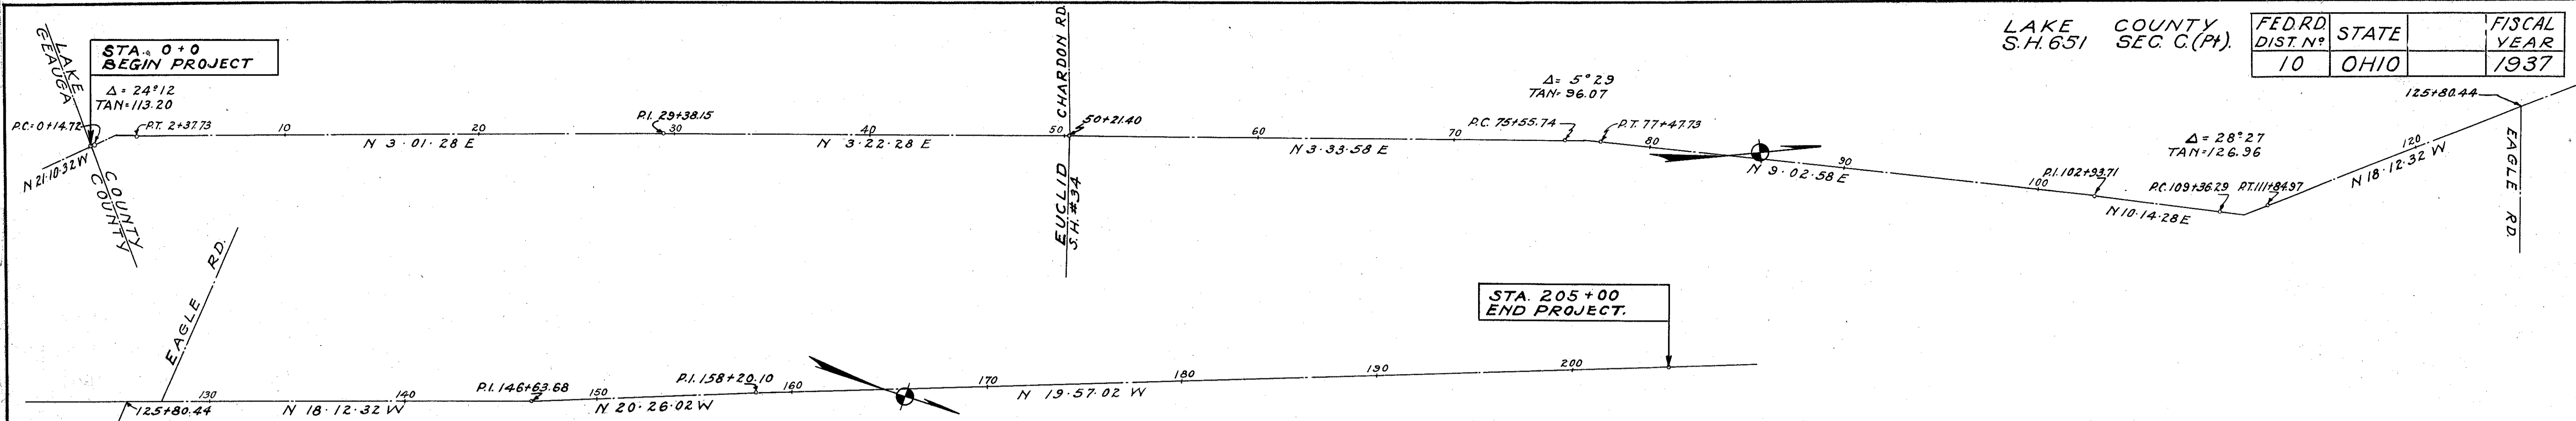 LAKE COUNTY
S.H. 651 SEC. C.(Pt).
FED.RD. DIST. Nº
STATE
FISCAL YEAR
10
OHIO
1937
LAKE COUNTY
GEAUGA COUNTY
STA. 0+0
BEGIN PROJECT
Δ = 24°12
TAN=113.20
P.C.=0+14.72
P.T. 2+37.73
N 21·10·32 W
10
20
P.I. 29+38.15
30
40
50
50+21.40
N 3·01·28 E
N 3·22·28 E
EUCLID CHARDON RD.
S.H. #34
60
70
N 3·33·58 E
Δ= 5°29
TAN= 96.07
P.C. 75+55.74
P.T. 77+47.73
80
90
N 9·02·58 E
100
P.I. 102+93.71
P.C. 109+36.29
P.T. 111+84.97
N 10·14·28 E
Δ = 28°27
TAN=126.96
120
N 18·12·32 W
125+80.44
EAGLE RD.
EAGLE RD.
125+80.44
130
N 18·12·32 W
140
P.I. 146+63.68
150
N 20·26·02 W
P.I. 158+20.10
160
170
N 19·57·02 W
180
190
200
STA. 205+00
END PROJECT.